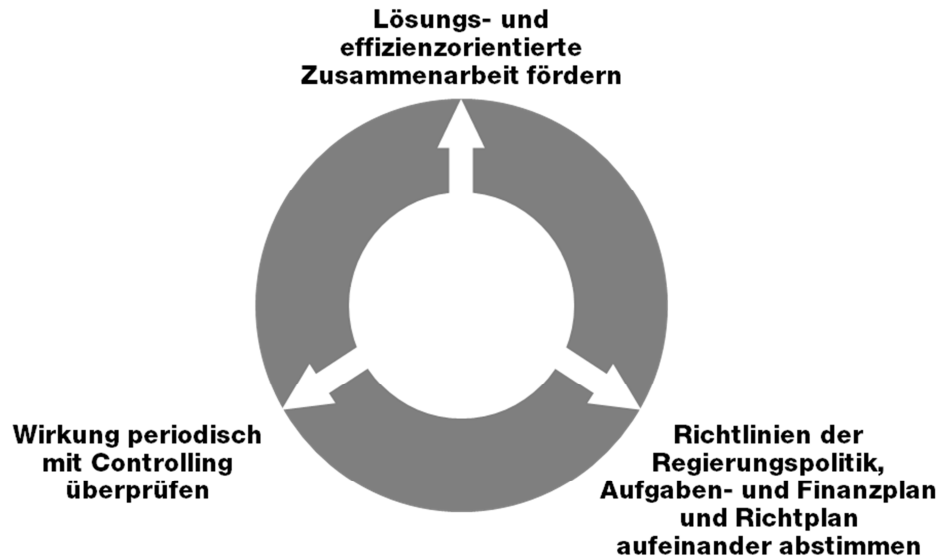 Lösungs- und
effizienzorientierte
Zusammenarbeit fördern
Wirkung periodisch
mit Controlling
überprüfen
Richtlinien der
Regierungspolitik,
Aufgaben- und Finanzplan
und Richtplan
aufeinander abstimmen